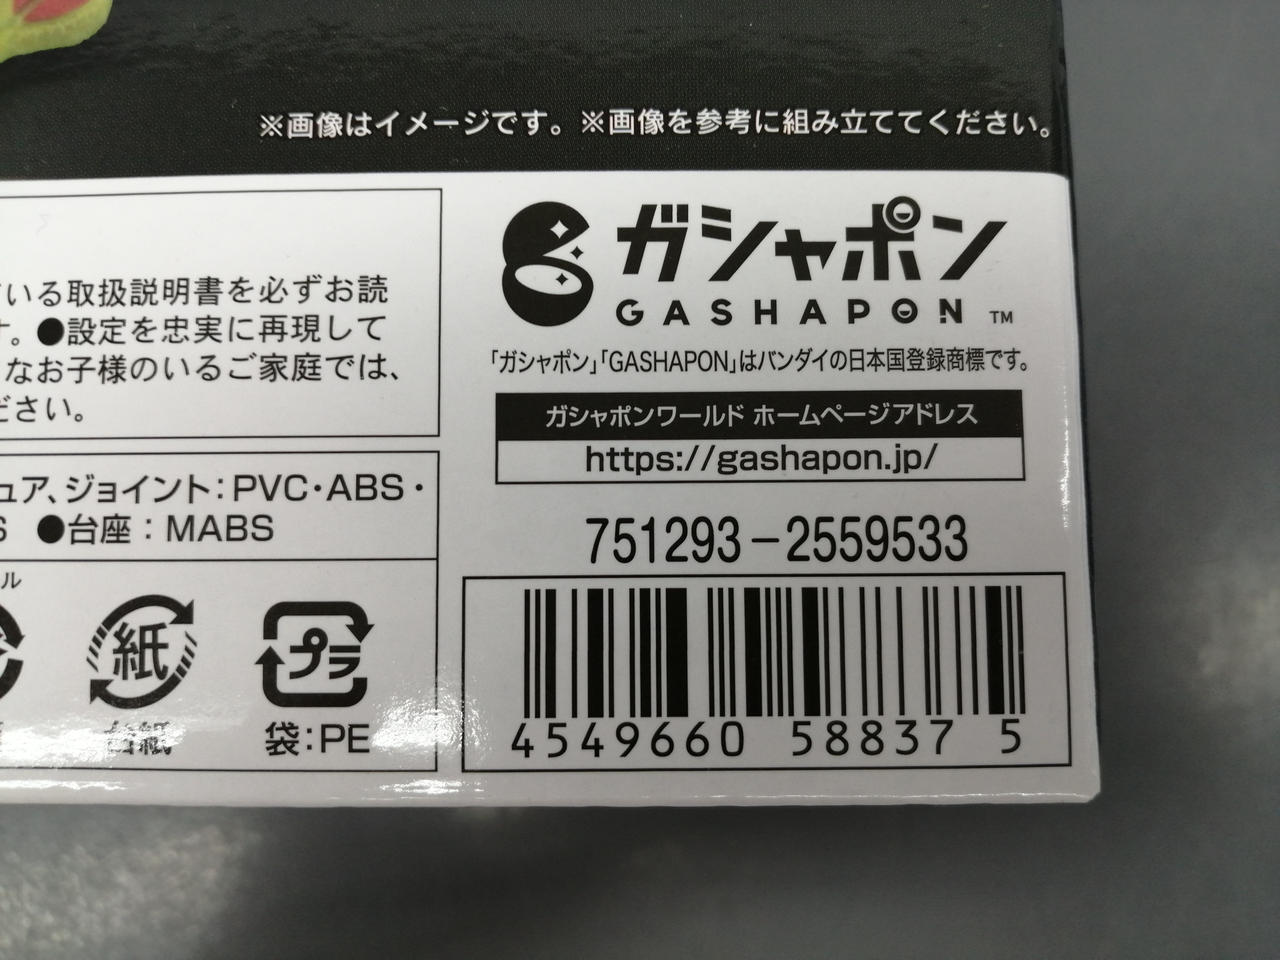 ※画像はイメージです。※画像を参考に組み立ててください。
いる取扱説明書を必ずお読
す。●設定を忠実に再現して
なお子様のいるご家庭では、
ださい。
ュア、ジョイント:PVC・ABS・
S ●台座:MABS
ル
紙
台紙
プラ
袋:PE
ガシャポン
GASHAPON ™
「ガシャポン」「GASHAPON」はバンダイの日本国登録商標です。
ガシャポンワールド ホームページアドレス
https://gashapon.jp/
751293-2559533
4549660 58837 5